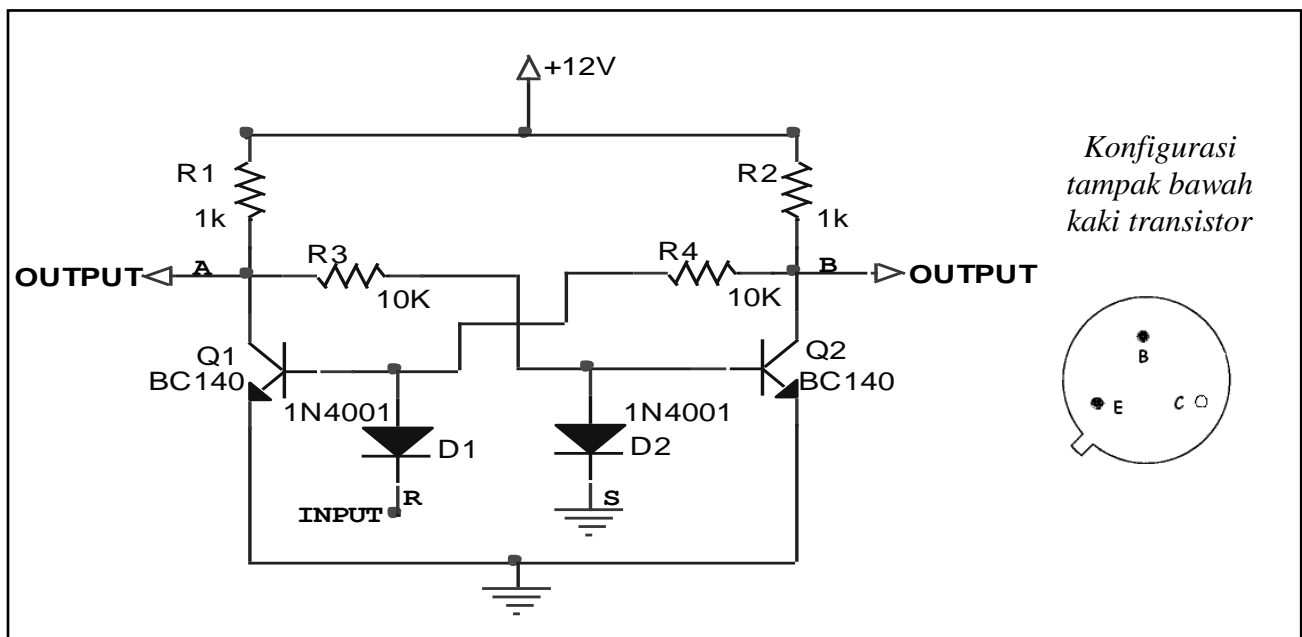 +12V
R1
1k
R2
1k
Konfigurasi
tampak bawah
kaki transistor
OUTPUT
A
R3
10K
R4
10K
B
OUTPUT
Q1
BC140
Q2
BC140
1N4001
D1
1N4001
D2
R
INPUT
S
B
E
C